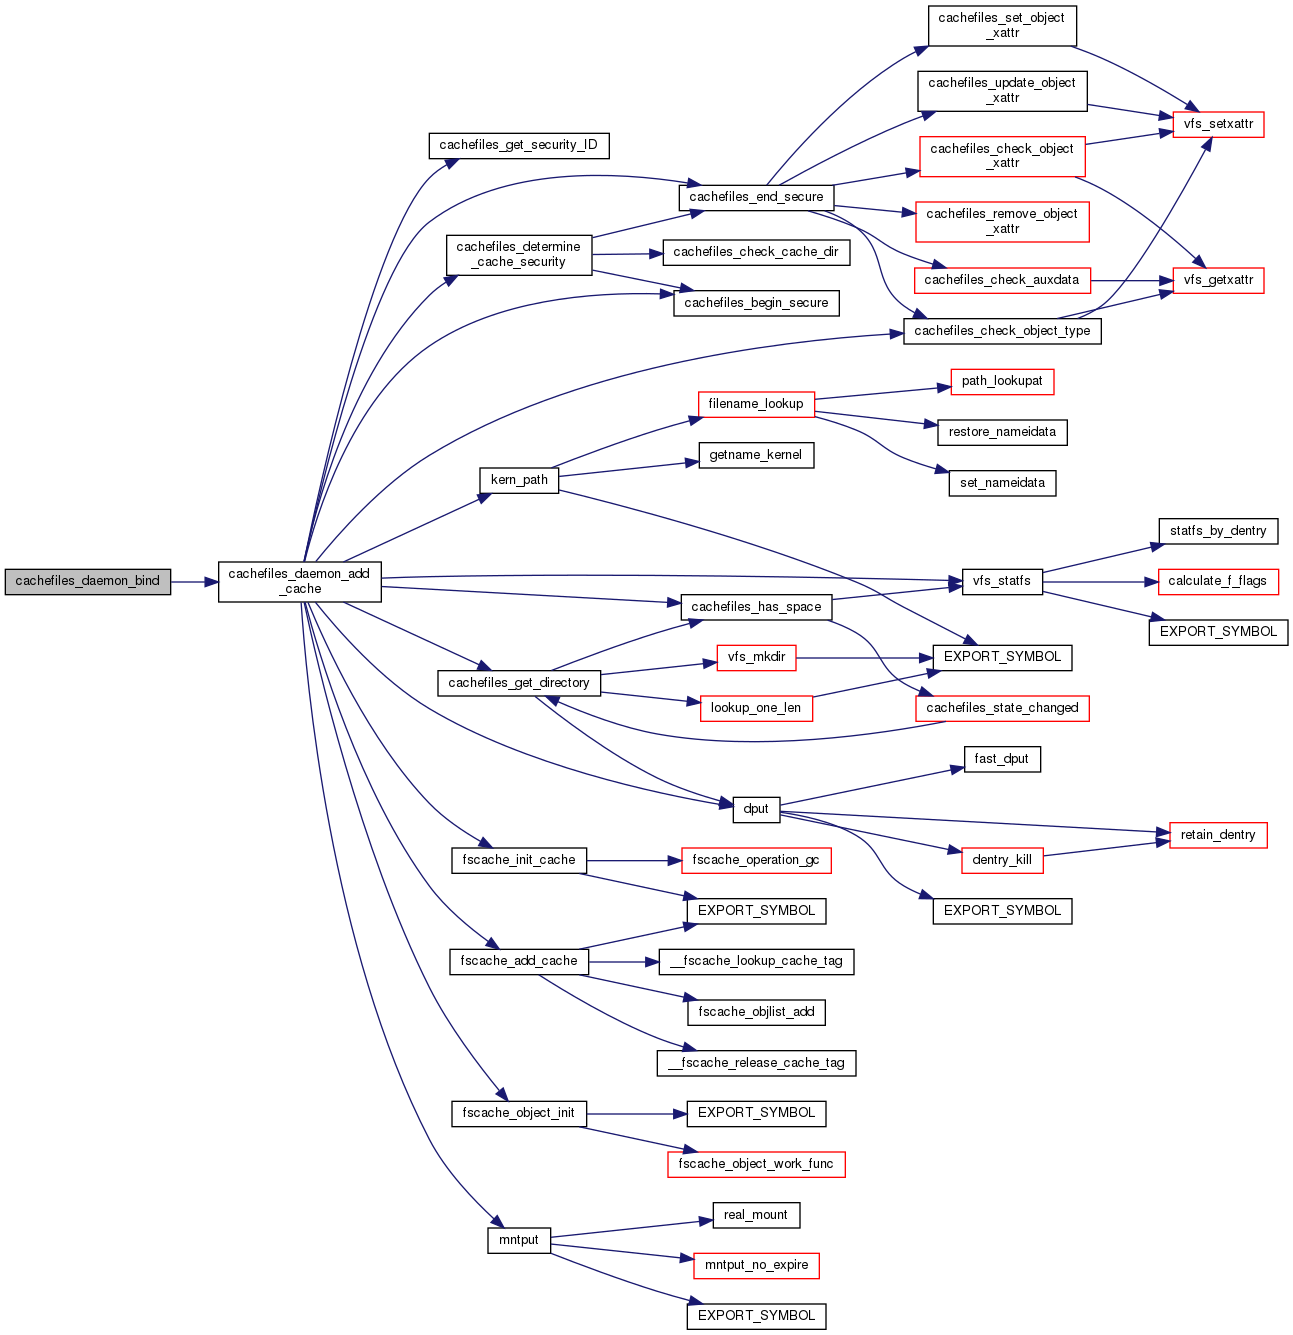 cachefiles_set_object
_xattr
cachefiles_update_object
_xattr
vfs_setxattr
cachefiles_get_security_ID
cachefiles_check_object
_xattr
cachefiles_end_secure
cachefiles_remove_object
_xattr
cachefiles_determine
_cache_security
cachefiles_check_cache_dir
cachefiles_check_auxdata
vfs_getxattr
cachefiles_begin_secure
cachefiles_check_object_type
path_lookupat
filename_lookup
restore_nameidata
getname_kernel
kern_path
set_nameidata
statfs_by_dentry
cachefiles_daemon_bind
cachefiles_daemon_add
_cache
vfs_statfs
calculate_f_flags
cachefiles_has_space
EXPORT_SYMBOL
vfs_mkdir
EXPORT_SYMBOL
cachefiles_get_directory
lookup_one_len
cachefiles_state_changed
fast_dput
dput
retain_dentry
fscache_init_cache
fscache_operation_gc
dentry_kill
EXPORT_SYMBOL
EXPORT_SYMBOL
fscache_add_cache
__fscache_lookup_cache_tag
fscache_objlist_add
__fscache_release_cache_tag
fscache_object_init
EXPORT_SYMBOL
fscache_object_work_func
real_mount
mntput
mntput_no_expire
EXPORT_SYMBOL